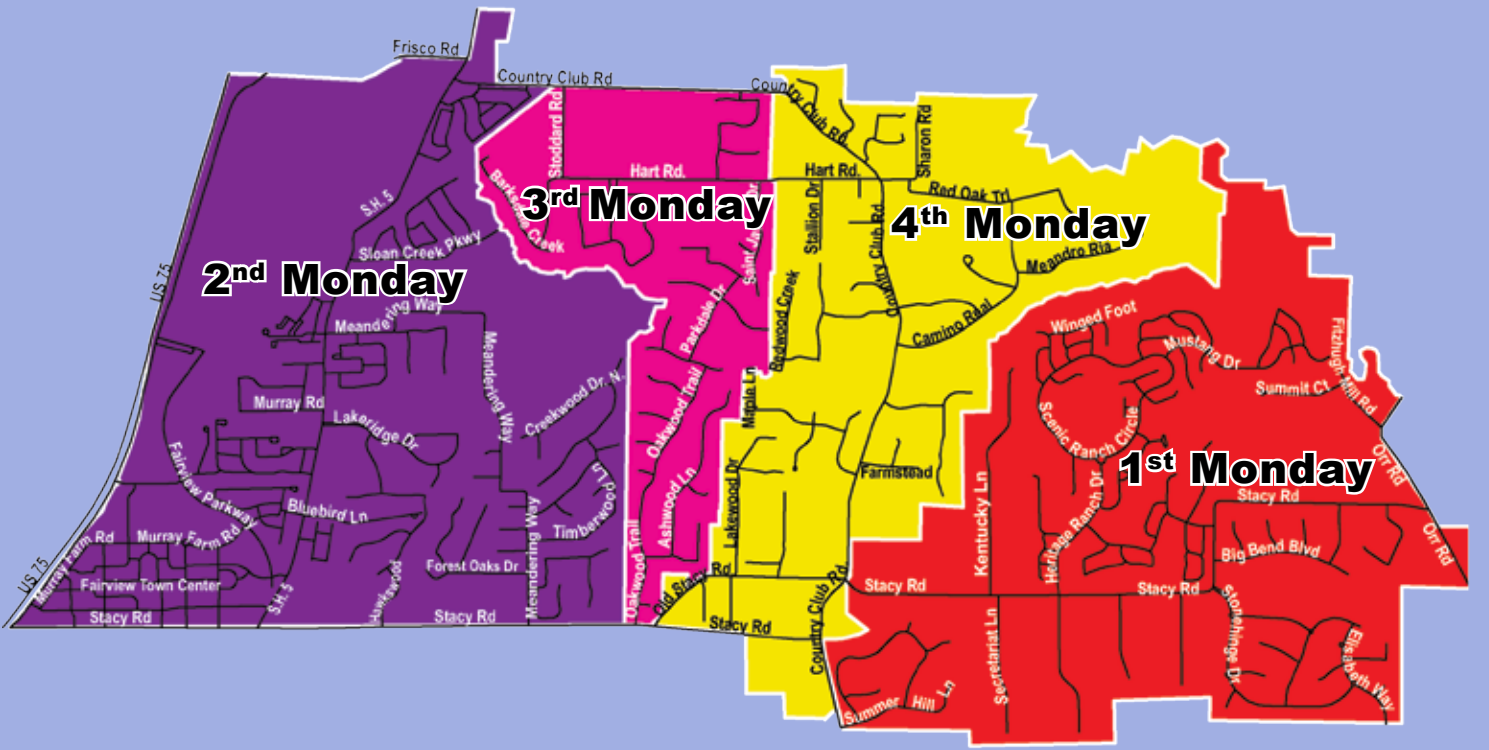 Frisco Rd
Country Club Rd
Country Club Rd
Stoddard Rd
Sharon Rd
Hart Rd.
Hart Rd.
Red Oak Trl
S.H. 5
3rd Monday
4th Monday
Stallion Dr
Country Club Rd
Sloan Creek Pkwy
Creek
Meandro Ria
US 75
2nd Monday
Meandering Way
Parkdale Dr
Redwood Creek
Camino Real
Winged Foot
Mustang Dr
Fitzhugh Mill Rd
Meandering Way
Murray Rd
Lakeridge Dr
Creekwood Dr. N.
Oakwood Trail
Maple Ln
Summit Ct
Scenic Ranch Circle
1st Monday
Orr Rd
Fairview Parkway
Bluebird Ln
Timberwood Ln
Ashwood Ln
Lakewood Dr
Farmstead
Kentucky Ln
Heritage Ranch Dr
Stacy Rd
Big Bend Blvd
Orr Rd
Murray Farm Rd
Murray Farm Rd
US 75
Fairview Town Center
S.H. 5
Hawkswood
Forest Oaks Dr
Meandering Way
Oakwood Trail
Old Stacy Rd
Country Club Rd
Stacy Rd
Stacy Rd
Stacy Rd
Stacy Rd
Stacy Rd
Secretariat Ln
Stonehinge Dr
Elisabeth Way
Summer Hill Ln